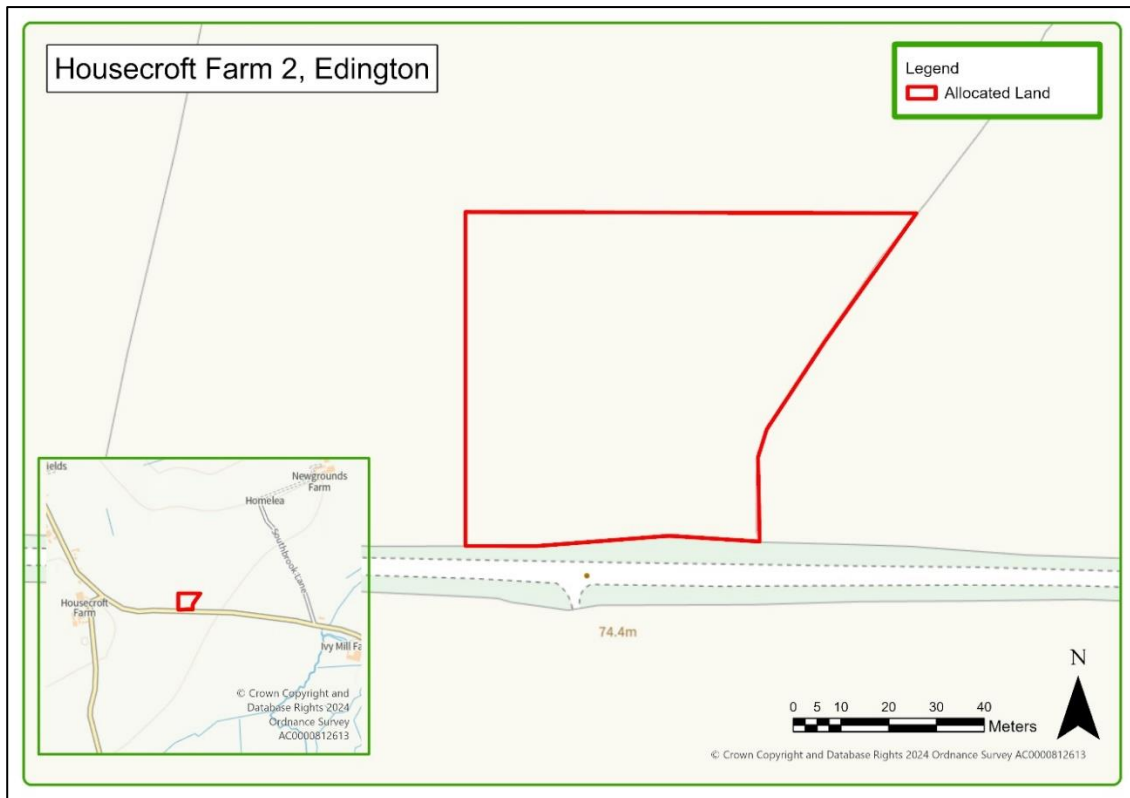 Housecroft Farm 2, Edington
Legend
Allocated Land
ields
Newgrounds
Farm
Homelea
Southbrook Lane
Housecroft
Farm
Ivy Mill Fa
© Crown Copyright and
Database Rights 2024
Ordnance Survey
AC0000812613
74.4m
N
0 5 10 20 30 40
Meters
© Crown Copyright and Database Rights 2024 Ordnance Survey AC0000812613